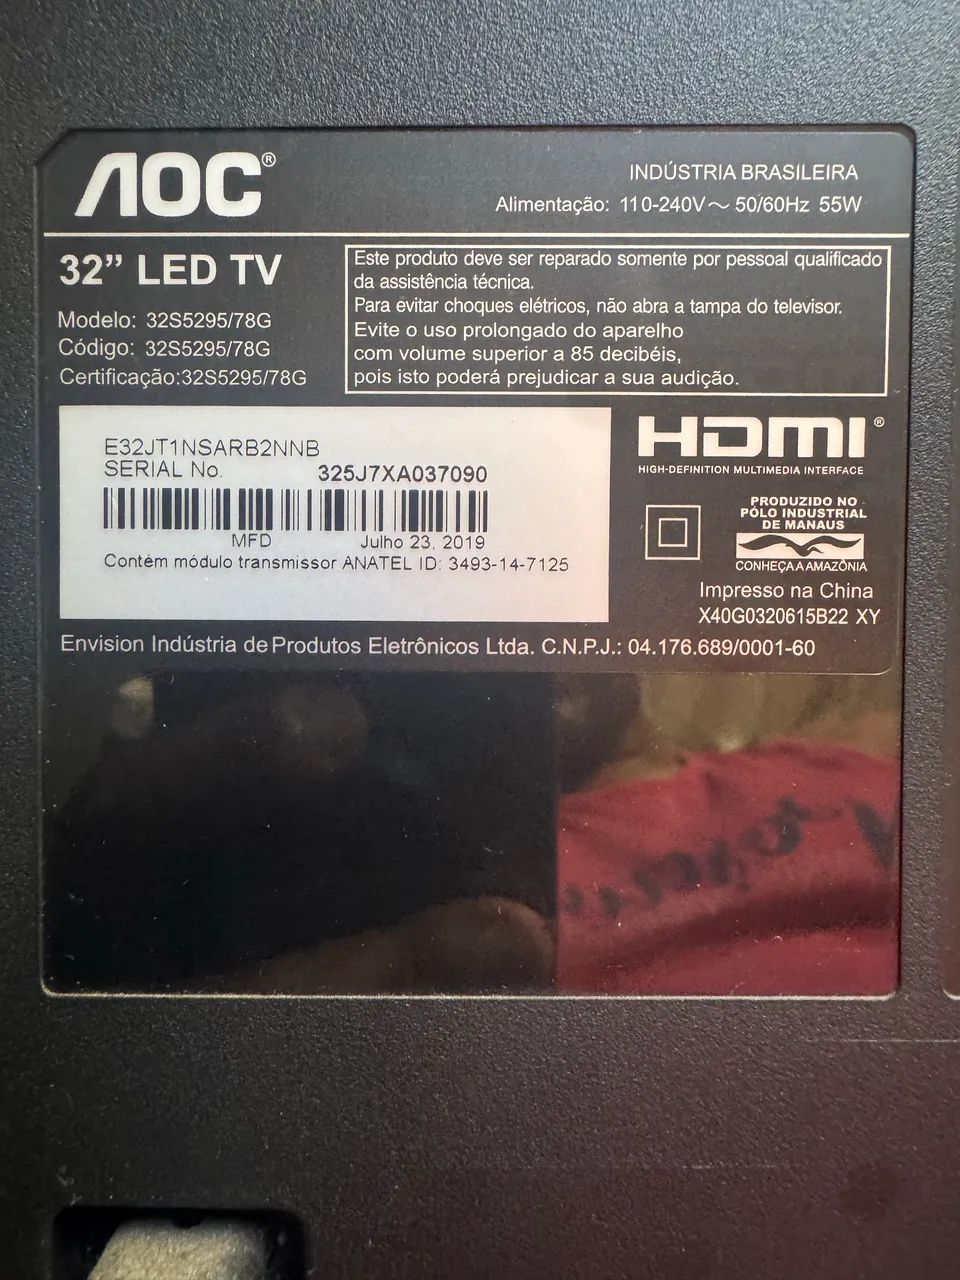 AOC®
INDÚSTRIA BRASILEIRA
Alimentação: 110-240V～ 50/60Hz 55W
32” LED TV
Modelo: 32S5295/78G
Código: 32S5295/78G
Certificação:32S5295/78G
Este produto deve ser reparado somente por pessoal qualificado
da assistência técnica.
Para evitar choques elétricos, não abra a tampa do televisor.
Evite o uso prolongado do aparelho
com volume superior a 85 decibéis,
pois isto poderá prejudicar a sua audição.
E32JT1NSARB2NNB
SERIAL No. 325J7XA037090
MFD Julho 23, 2019
Contém módulo transmissor ANATEL ID: 3493-14-7125
HDMI®
HIGH-DEFINITION MULTIMEDIA INTERFACE
PRODUZIDO NO
PÓLO INDUSTRIAL
DE MANAUS
CONHEÇA A AMAZÔNIA
Impresso na China
X40G0320615B22 XY
Envision Indústria de Produtos Eletrônicos Ltda. C.N.P.J.: 04.176.689/0001-60